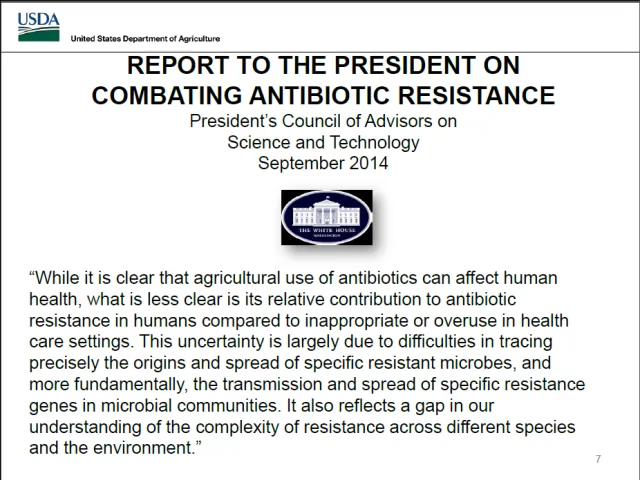 USDA
United States Department of Agriculture
REPORT TO THE PRESIDENT ON
COMBATING ANTIBIOTIC RESISTANCE
President’s Council of Advisors on
Science and Technology
September 2014
THE WHITE HOUSE
WASHINGTON
“While it is clear that agricultural use of antibiotics can affect human
health, what is less clear is its relative contribution to antibiotic
resistance in humans compared to inappropriate or overuse in health
care settings. This uncertainty is largely due to difficulties in tracing
precisely the origins and spread of specific resistant microbes, and
more fundamentally, the transmission and spread of specific resistance
genes in microbial communities. It also reflects a gap in our
understanding of the complexity of resistance across different species
and the environment.”
7